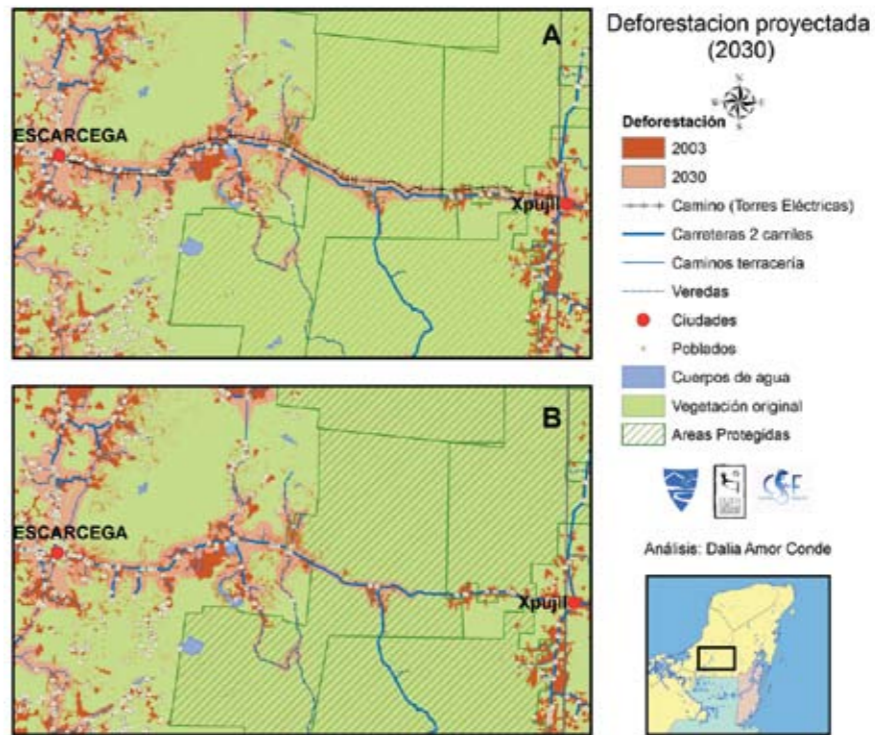 A
ESCARCEGA
Xpujil
B
ESCARCEGA
Xpujil
Deforestacion proyectada
(2030)
Deforestación
2003
2030
Camino (Torres Eléctricas)
Carreteras 2 carriles
Caminos terracería
Veredas
Ciudades
Poblados
Cuerpos de agua
Vegetación original
Areas Protegidas
Análisis: Dalia Amor Conde